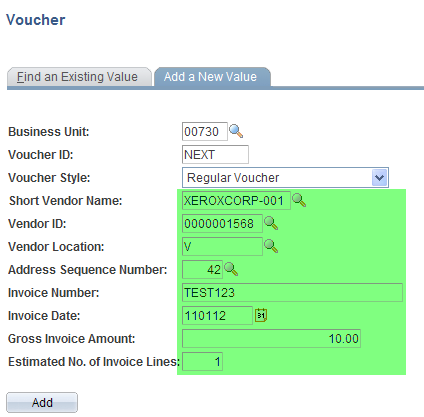 Voucher
Find an Existing Value Add a New Value
Business Unit: 00730
Voucher ID: NEXT
Voucher Style: Regular Voucher
Short Vendor Name: XEROXCORP-001
Vendor ID: 0000001568
Vendor Location: V
Address Sequence Number: 42
Invoice Number: TEST123
Invoice Date: 110112 31
Gross Invoice Amount: 10.00
Estimated No. of Invoice Lines: 1
Add